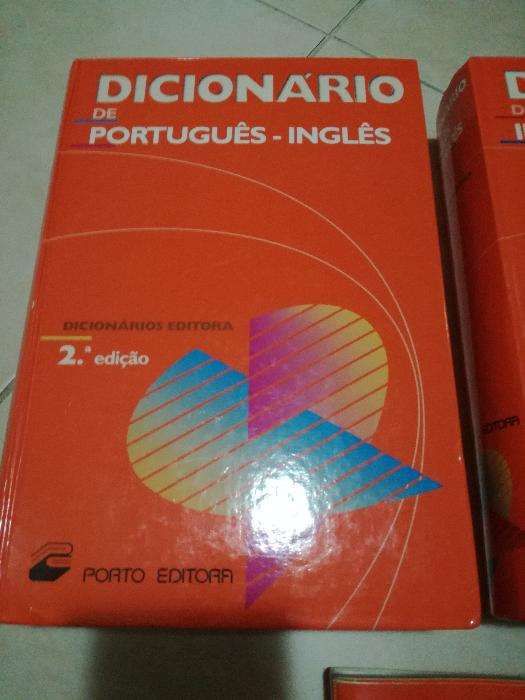 DICIONÁRIO
DE
PORTUGUÊS - INGLÊS
DICIONÁRIOS EDITORA
2.ª edição
PORTO EDITORA